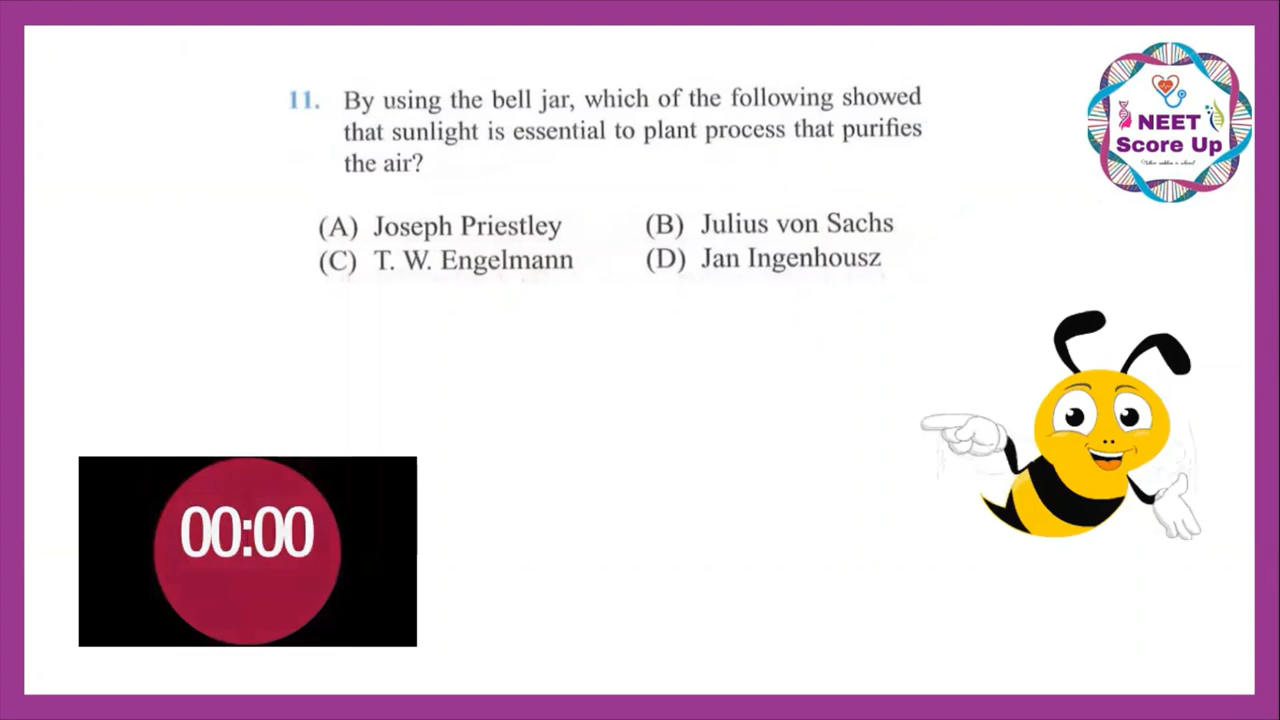 11. By using the bell jar, which of the following showed
that sunlight is essential to plant process that purifies
the air?
(A) Joseph Priestley (B) Julius von Sachs
(C) T. W. Engelmann (D) Jan Ingenhousz
NEET
Score Up
00:00